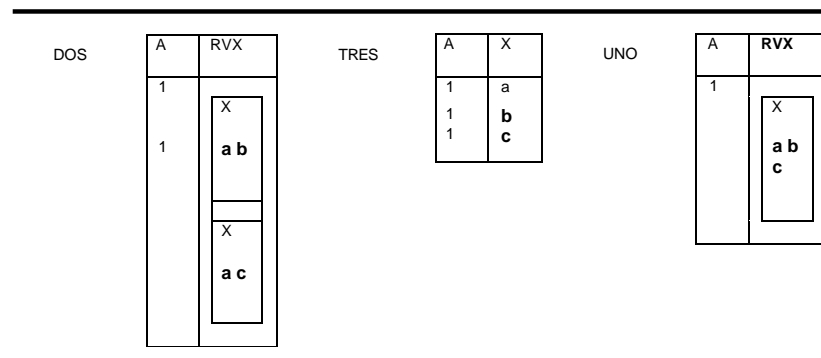 DOS
A RVX
1
X
1 a b
X
a c
TRES
A X
1 a
1 b
1 c
UNO
A RVX
1
X
a b
c